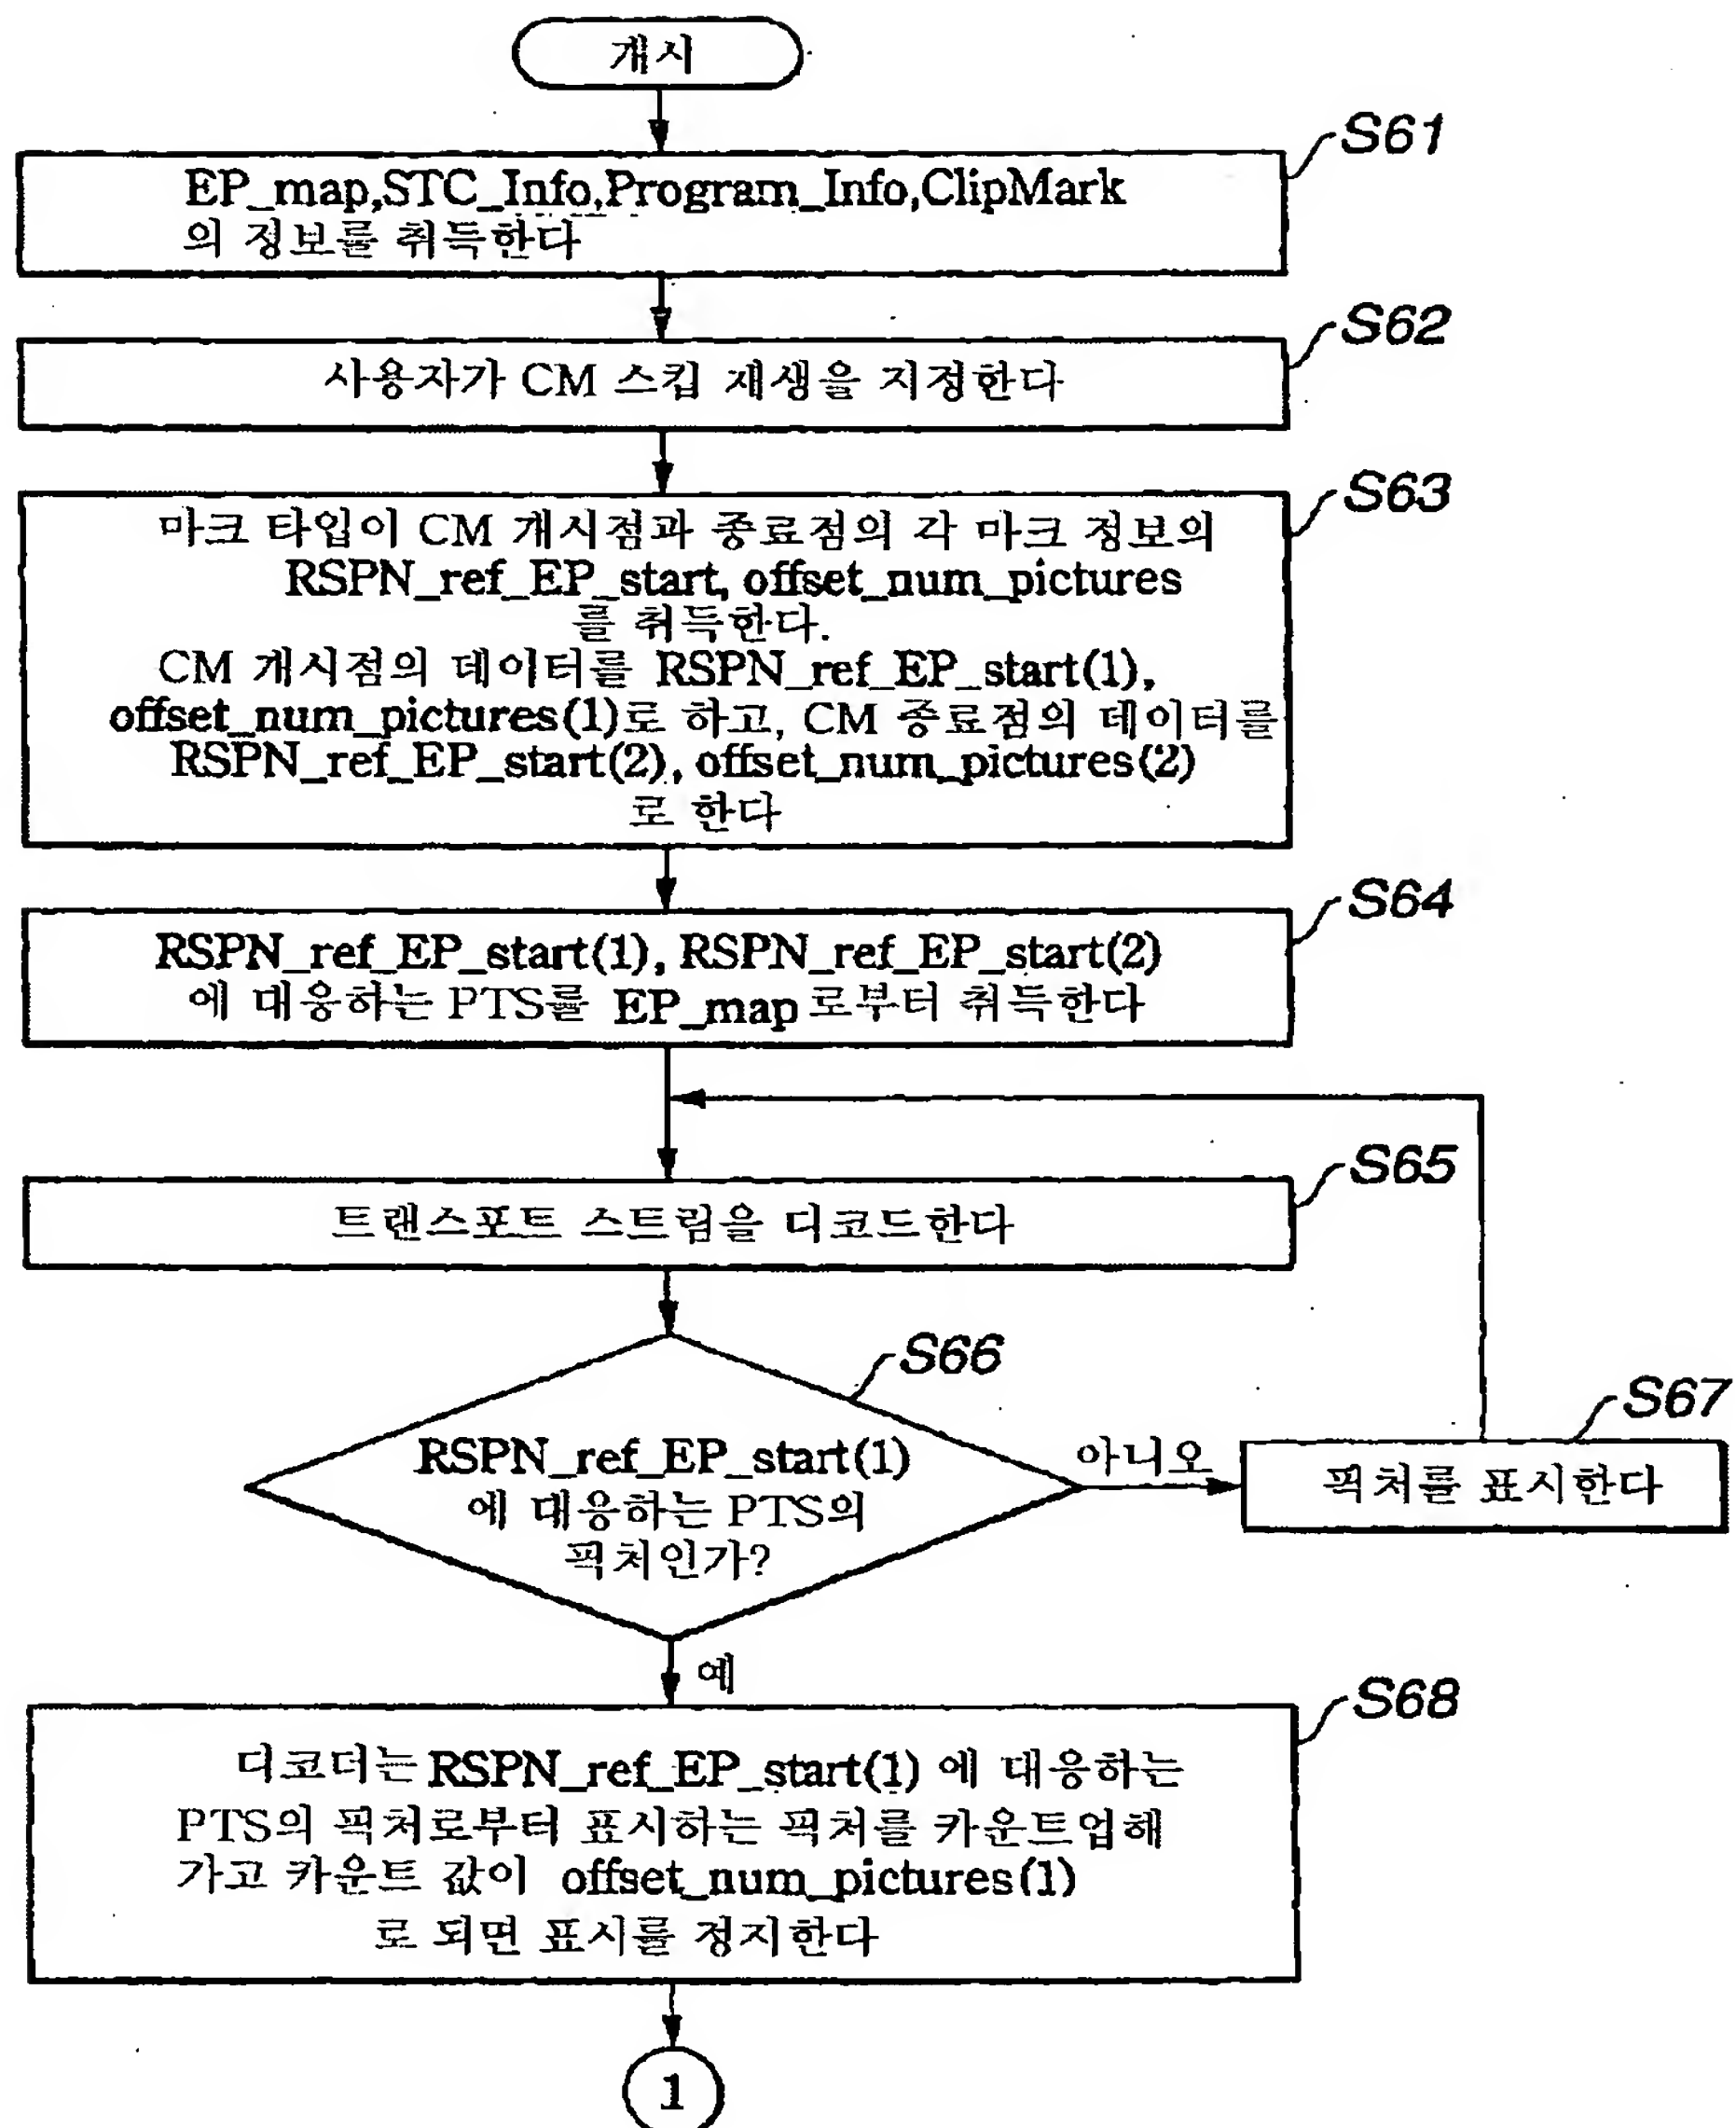 개시
S61
EP_map,STC_Info,Program_Info,ClipMark
의 정보를 취득한다
S62
사용자가 CM 스킵 재생을 지정한다
S63
마크 타입이 CM 개시점과 종료점의 각 마크 정보의
RSPN_ref_EP_start, offset_num_pictures
를 취득한다.
CM 개시점의 데이터를 RSPN_ref_EP_start(1),
offset_num_pictures(1)로 하고, CM 종료점의 데이터를
RSPN_ref_EP_start(2), offset_num_pictures(2)
로 한다
S64
RSPN_ref_EP_start(1), RSPN_ref_EP_start(2)
에 대응하는 PTS를 EP_map로부터 취득한다
S65
트랜스포트 스트림을 디코드한다
S66
RSPN_ref_EP_start(1)
에 대응하는 PTS의
픽처인가?
아니오
S67
픽처를 표시한다
예
S68
디코더는 RSPN_ref_EP_start(1) 에 대응하는
PTS의 픽처로부터 표시하는 픽처를 카운트업해
가고 카운트 값이 offset_num_pictures(1)
로 되면 표시를 정지한다
1